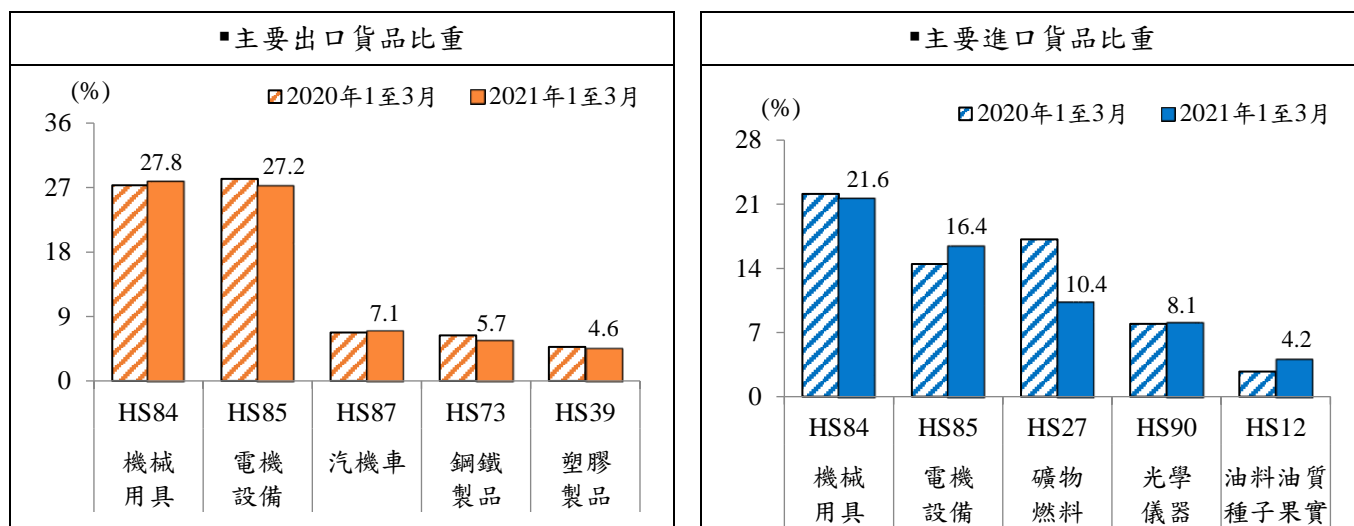 ▪主要出口貨品比重
(%)
2020年1至3月 2021年1至3月
36
27
18
9
0
27.8
27.2
7.1
5.7
4.6
HS84 HS85 HS87 HS73 HS39
機械 電機 汽機車 鋼鐵 塑膠
用具 設備 製品 製品
▪主要進口貨品比重
(%)
2020年1至3月 2021年1至3月
28
21
14
7
0
21.6
16.4
10.4
8.1
4.2
HS84 HS85 HS27 HS90 HS12
機械 電機 礦物 光學 油料油質
用具 設備 燃料 儀器 種子果實